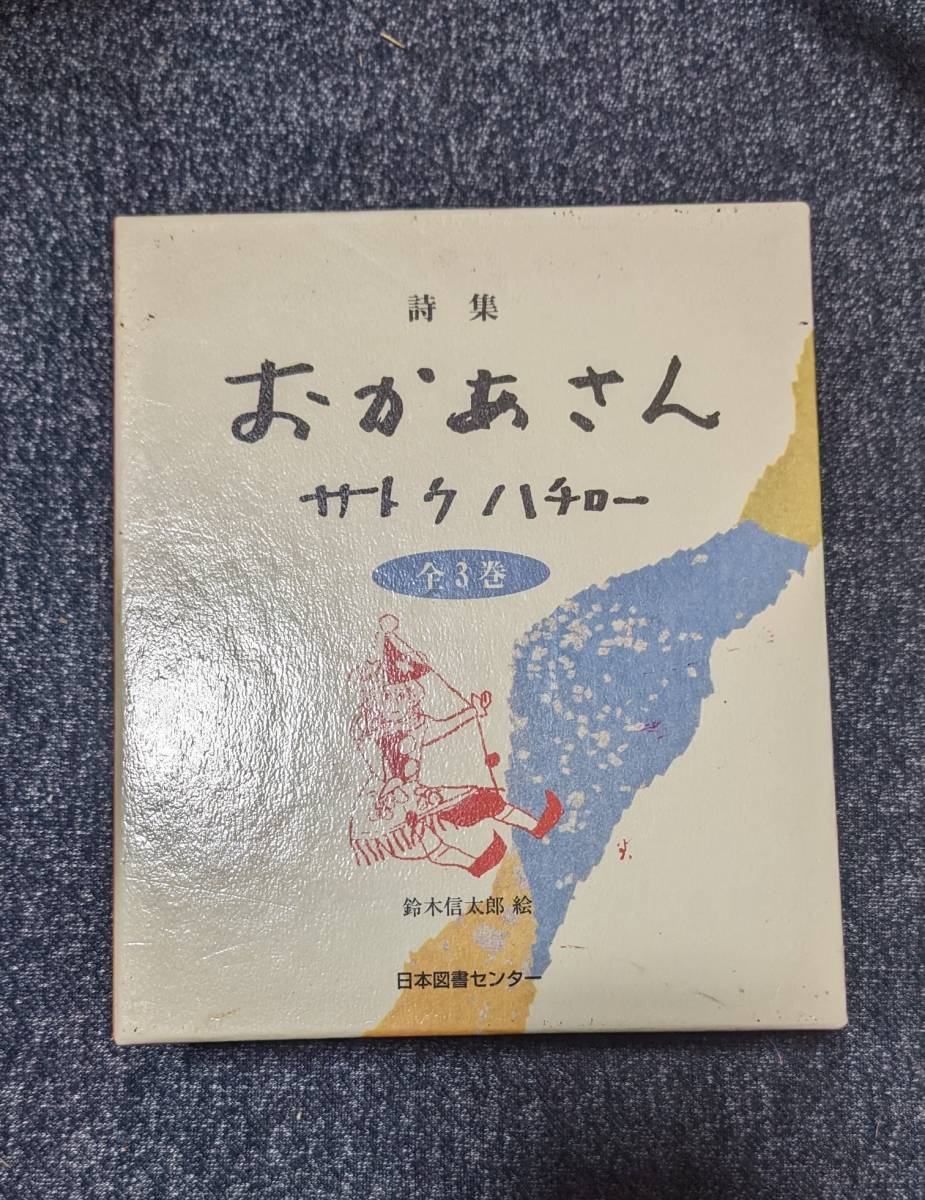 詩集
おかあさん
サトウハチロー
全3巻
鈴木信太郎 絵
日本図書センター